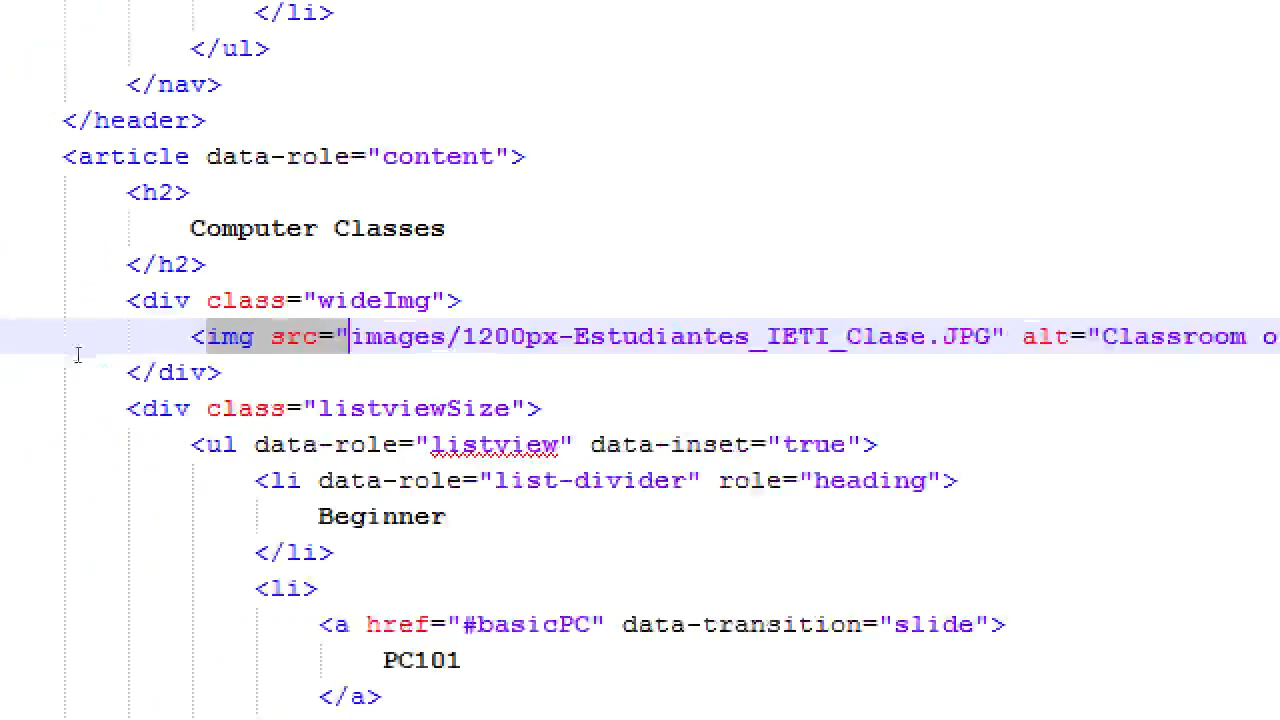 </li>
</ul>
</nav>
</header>
<article data-role="content">
<h2>
Computer Classes
</h2>
<div class="wideImg">
<img src="images/1200px-Estudiantes_IETI_Clase.JPG" alt="Classroom o
</div>
<div class="listviewSize">
<ul data-role="listview" data-inset="true">
<li data-role="list-divider" role="heading">
Beginner
</li>
<li>
<a href="#basicPC" data-transition="slide">
PC101
</a>